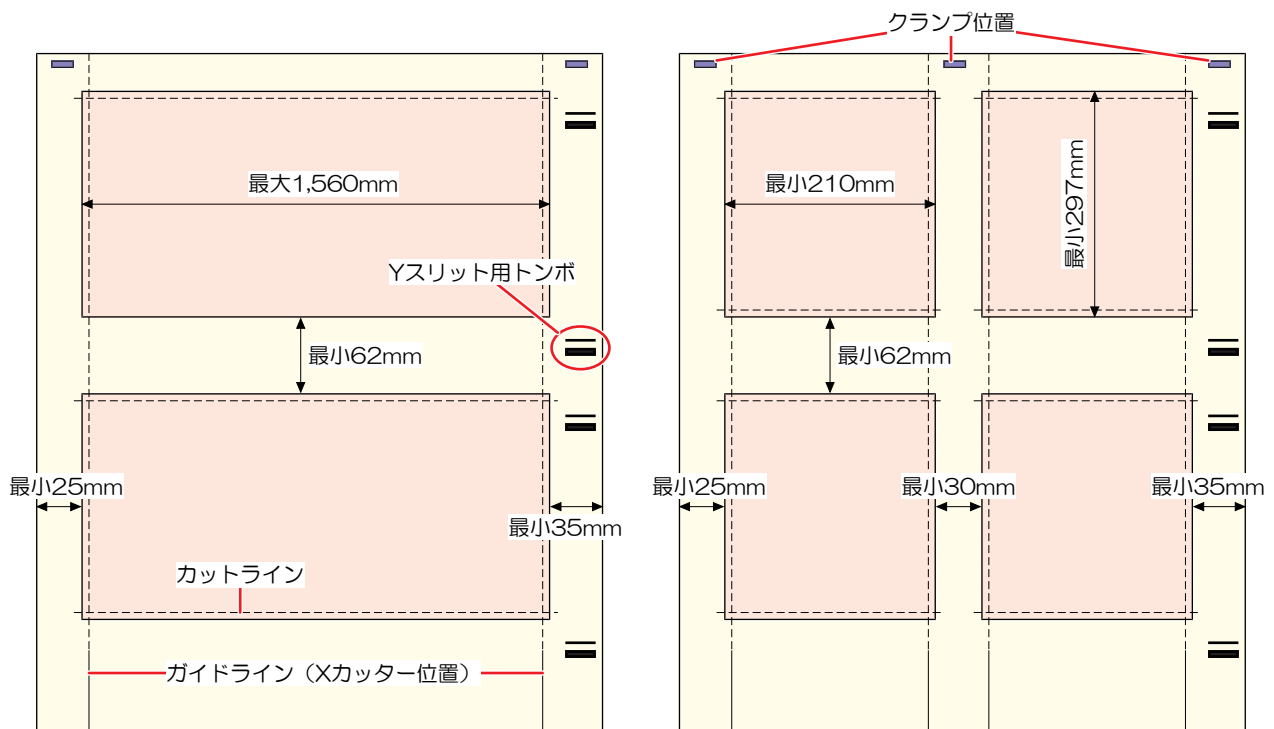 クランプ位置
最大1,560mm
最小210mm
最小297mm
Yスリット用トンボ
最小62mm
最小62mm
最小25mm
最小35mm
最小25mm
最小30mm
最小35mm
カットライン
ガイドライン（Xカッター位置）